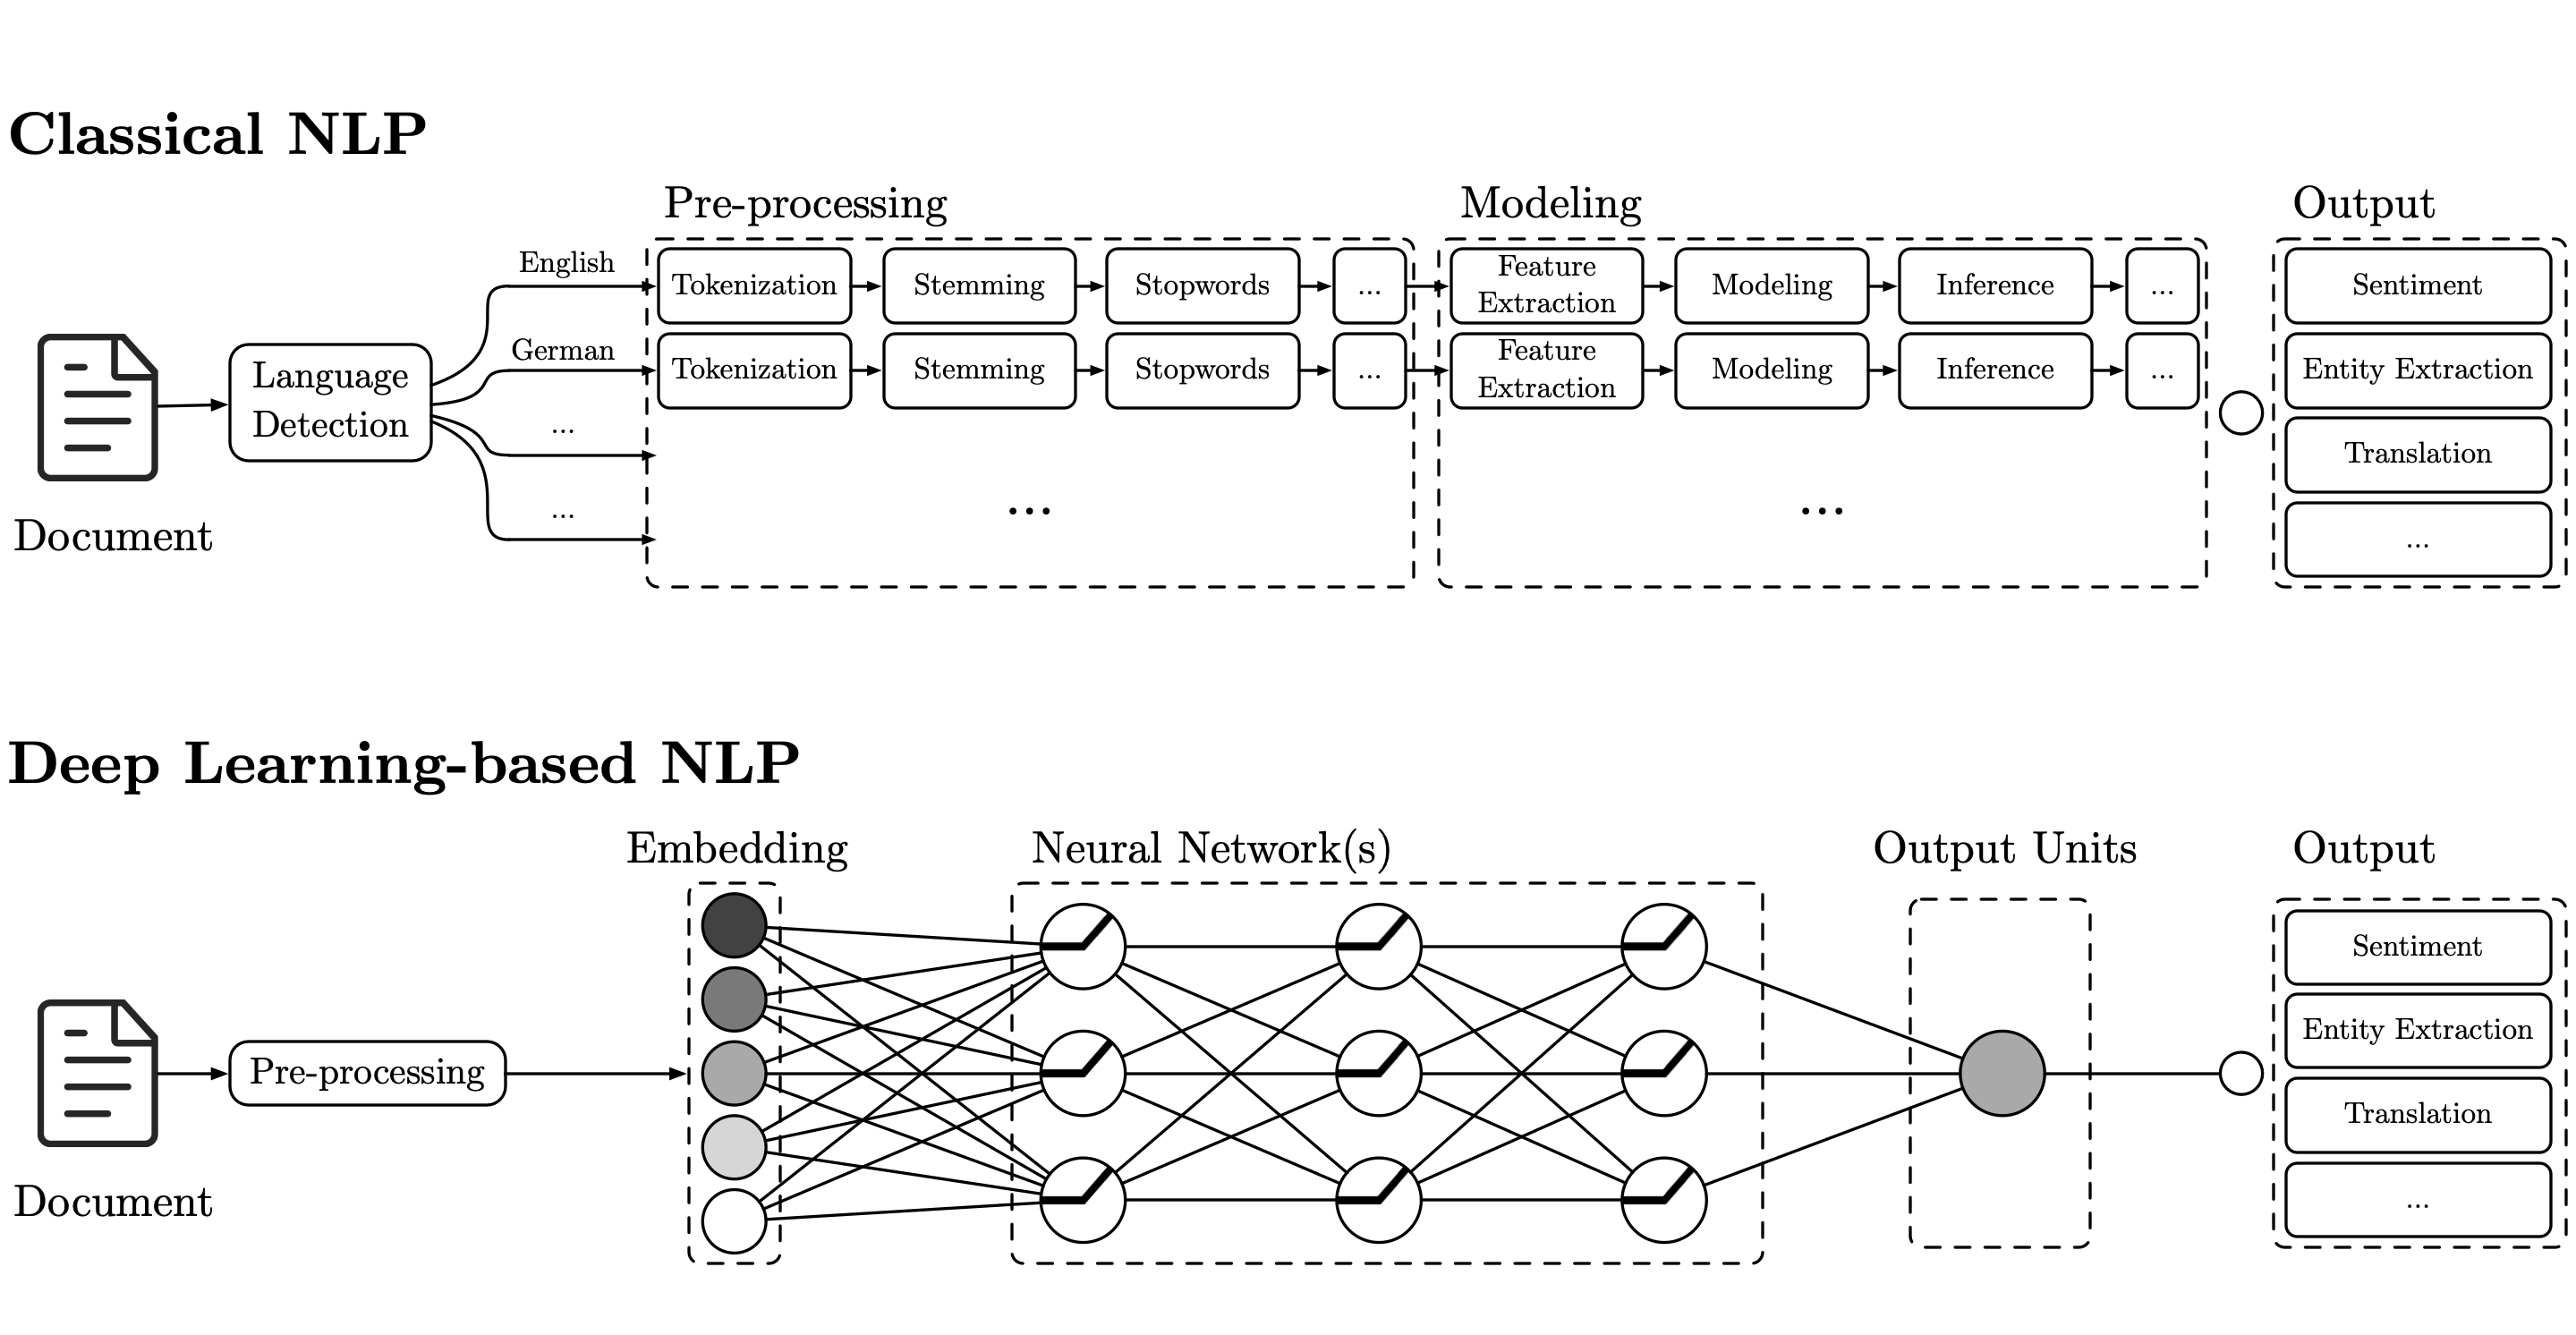 Classical NLP
Pre-processing
Modeling
Output
English
Tokenization
Stemming
Stopwords
...
Feature
Extraction
Modeling
Inference
...
Sentiment
German
Tokenization
Stemming
Stopwords
...
Feature
Extraction
Modeling
Inference
...
Entity Extraction
Language
Detection
...
Translation
...
...
...
...
Document
Deep Learning-based NLP
Embedding
Neural Network(s)
Output Units
Output
Sentiment
Entity Extraction
Pre-processing
Translation
Document
...